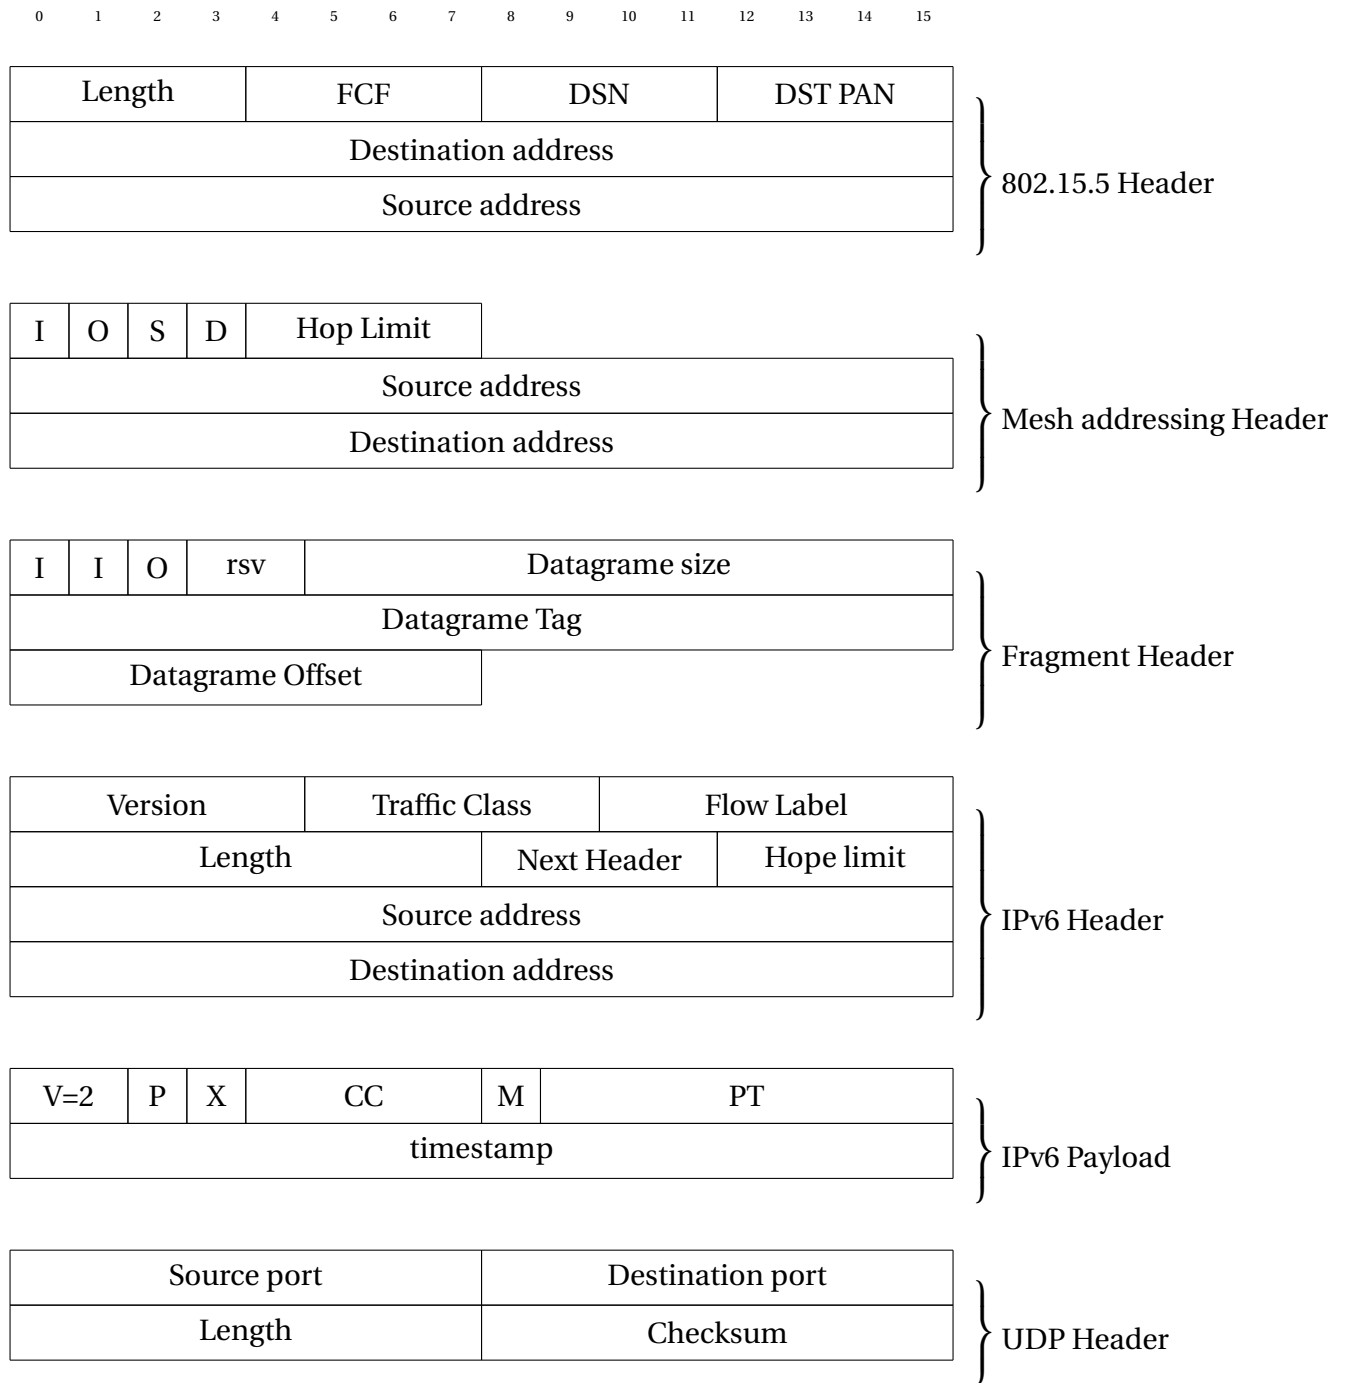 0 1 2 3 4 5 6 7 8 9 10 11 12 13 14 15
Length FCF DSN DST PAN
Destination address
802.15.5 Header
Source address
I O S D Hop Limit
Source address
Mesh addressing Header
Destination address
I I O rsv Datagrame size
Datagrame Tag
Fragment Header
Datagrame Offset
Version Traffic Class Flow Label
Length Next Header Hope limit
Source address
IPv6 Header
Destination address
V=2 P X CC M PT
timestamp
IPv6 Payload
Source port Destination port
Length Checksum
UDP Header